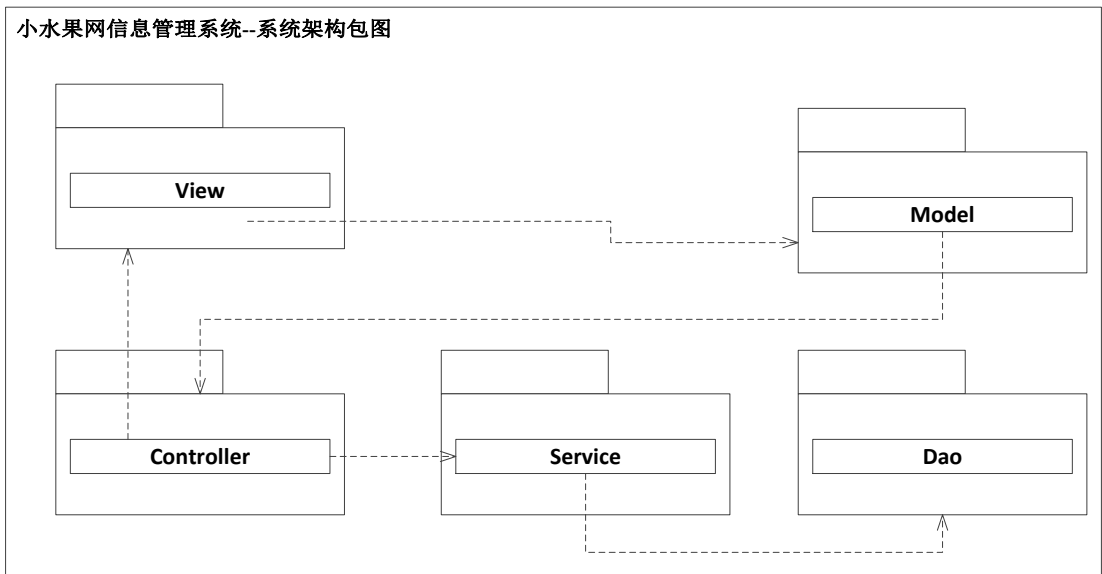 小水果网信息管理系统--系统架构包图
View
Model
Controller
Service
Dao